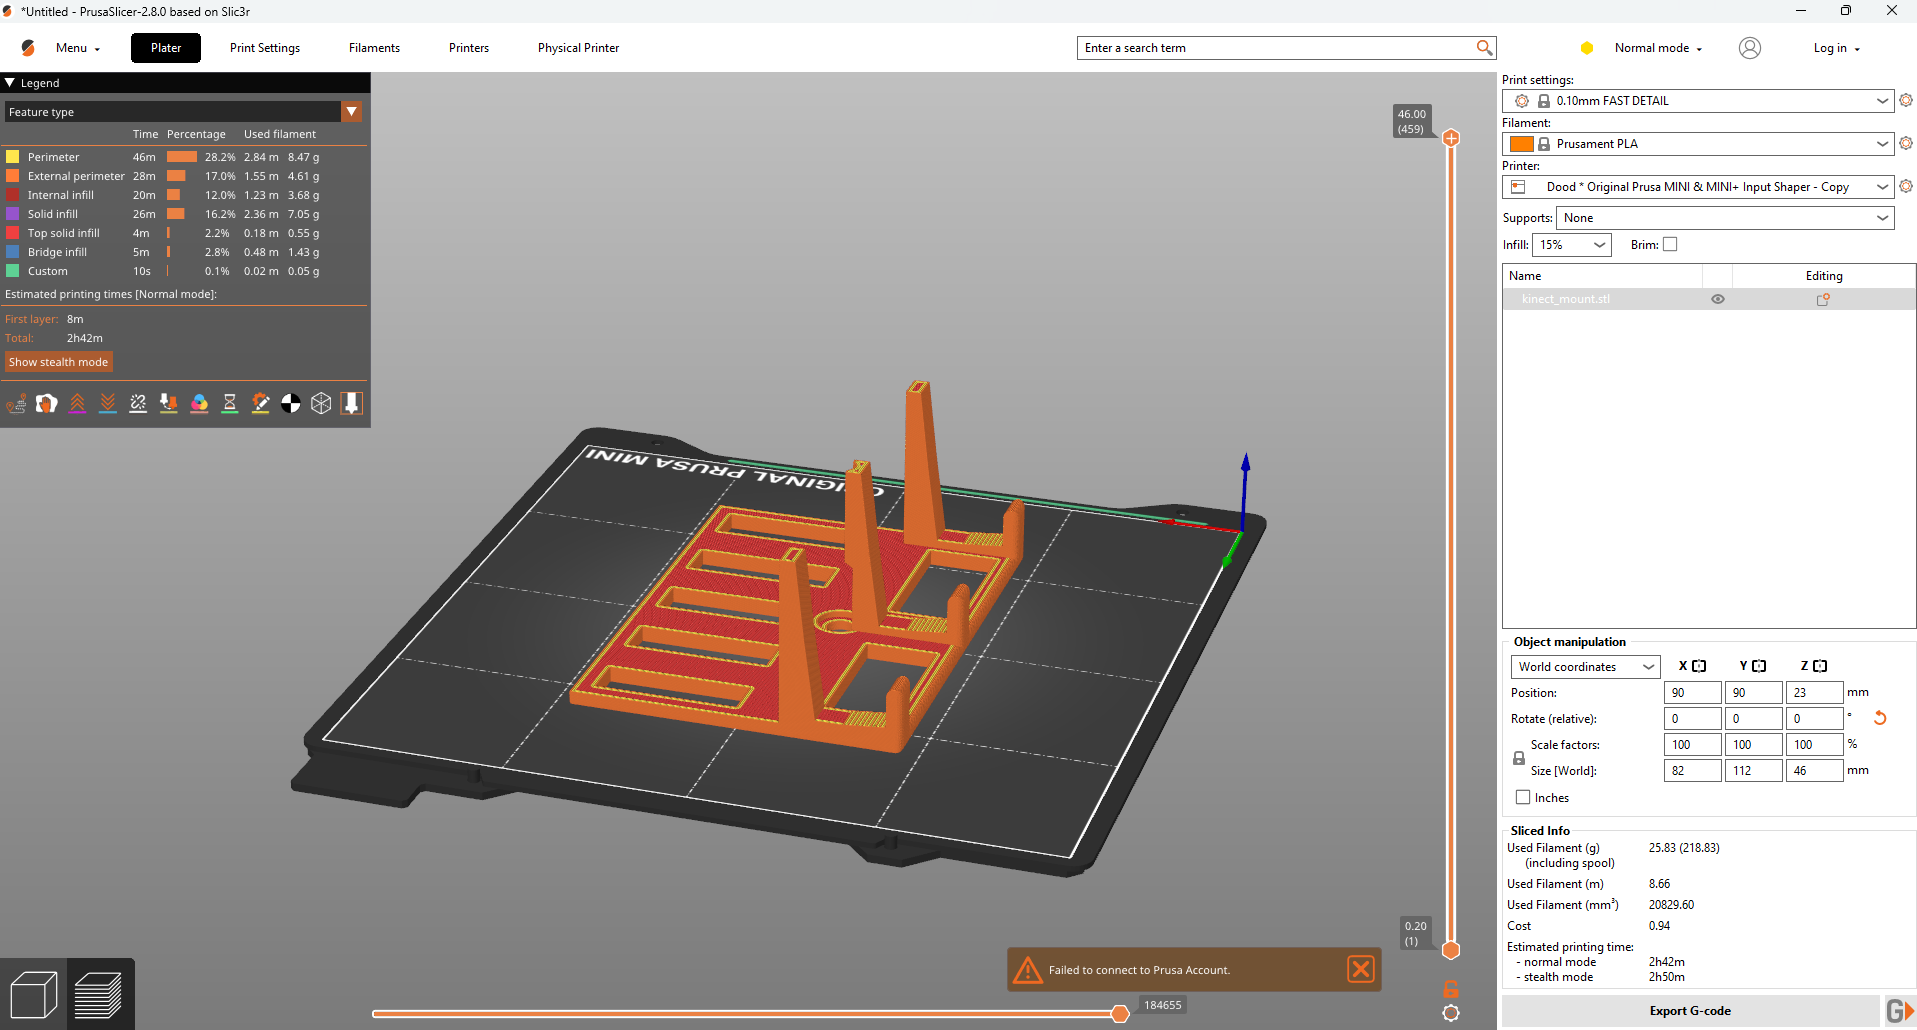 *Untitled - PrusaSlicer-2.8.0 based on Slic3r
Menu
Plater
Print Settings
Filaments
Printers
Physical Printer
Enter a search term
Normal mode
Log in
Legend
Feature type
Time Percentage Used filament
Perimeter 46m 28.2% 2.84 m 8.47 g
External perimeter 28m 17.0% 1.55 m 4.61 g
Internal infill 20m 12.0% 1.23 m 3.68 g
Solid infill 26m 16.2% 2.36 m 7.05 g
Top solid infill 4m 2.2% 0.18 m 0.55 g
Bridge infill 5m 2.8% 0.48 m 1.43 g
Custom 10s 0.1% 0.02 m 0.05 g
Estimated printing times [Normal mode]:
First layer: 8m
Total: 2h42m
Show stealth mode
ORIGINAL PRUSA MINI
46.00
(459)
0.20
(1)
Failed to connect to Prusa Account.
184655
Print settings:
0.10mm FAST DETAIL
Filament:
Prusament PLA
Printer:
Dood * Original Prusa MINI & MINI+ Input Shaper - Copy
Supports: None
Infill: 15% Brim:
Name Editing
kinect_mount.stl
Object manipulation
World coordinates X Y Z
Position: 90 90 23 mm
Rotate (relative): 0 0 0 °
Scale factors: 100 100 100 %
Size [World]: 82 112 46 mm
Inches
Sliced Info
Used Filament (g) 25.83 (218.83)
(including spool)
Used Filament (m) 8.66
Used Filament (mm³) 20829.60
Cost 0.94
Estimated printing time:
- normal mode 2h42m
- stealth mode 2h50m
Export G-code
G